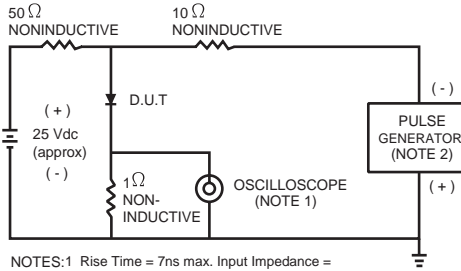 50 Ω
NONINDUCTIVE
10 Ω
NONINDUCTIVE
D.U.T
( + )
25 Vdc
(approx)
( - )
1Ω
NON-
INDUCTIVE
OSCILLOSCOPE
(NOTE 1)
( - )
PULSE
GENERATOR
(NOTE 2)
( + )
NOTES:1 Rise Time = 7ns max. Input Impedance =